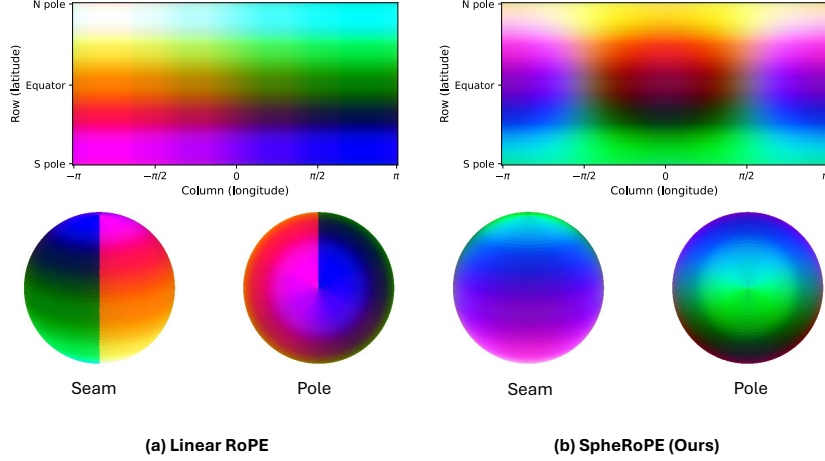 N pole
Equator
S pole
Row (latitude)
−π
−π/2
0
π/2
π
Column (longitude)
Seam
Pole
(a) Linear RoPE
N pole
Equator
S pole
Row (latitude)
−π
−π/2
0
π/2
Column (longitude)
Seam
Pole
(b) SpheRoPE (Ours)